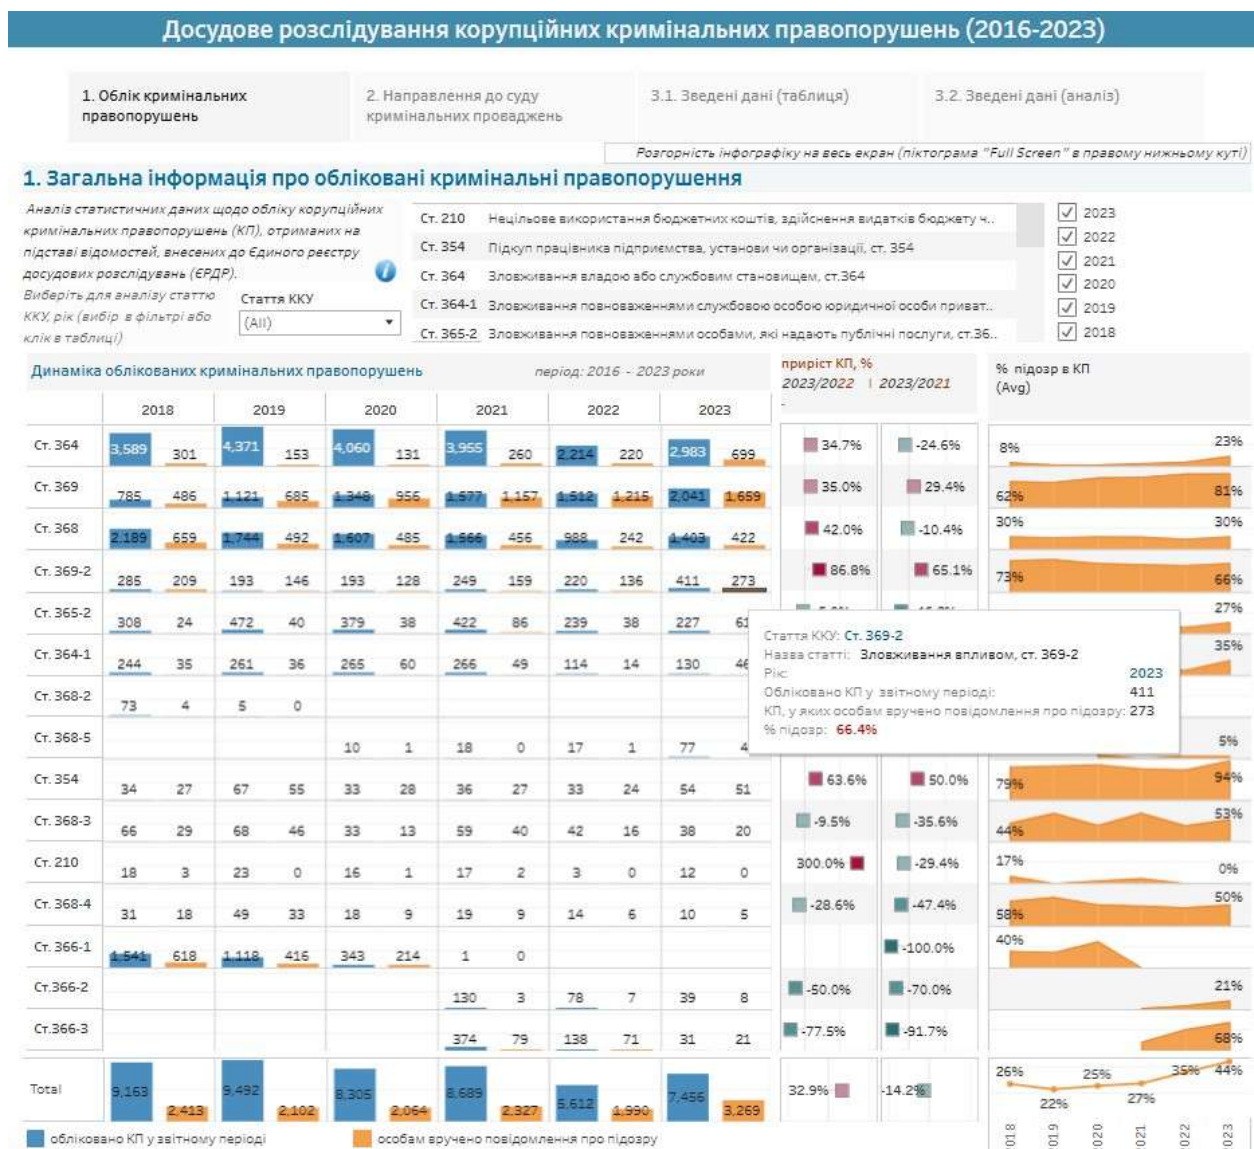 Досудове розслідування корупційних кримінальних правопорушень (2016-2023)
1. Облік кримінальних правопорушень
2. Направлення до суду кримінальних проваджень
3.1. Зведені дані (таблиця)
3.2. Зведені дані (аналіз)
Розгорність інфографіку на весь екран (піктограма "Full Screen" в правому нижньому куті)
1. Загальна інформація про обліковані кримінальні правопорушення
Аналіз статистичних даних щодо обліку корупційних
кримінальних правопорушень (КП), отриманих на
підставі відомостей, внесених до Єдиного реєстру
досудових розслідувань (ЄРДР).
Виберіть для аналізу статтю
ККУ, рік (вибір в фільтрі або
клік в таблиці)
Стаття ККУ
(All)
Ст. 210 Нецільове використання бюджетних коштів, здійснення видатків бюджету ч..
Ст. 354 Підкуп працівника підприємства, установи чи організації, ст. 354
Ст. 364 Зловживання владою або службовим становищем, ст.364
Ст. 364-1 Зловживання повноваженнями службовою особою юридичної особи приват..
Ст. 365-2 Зловживання повноваженнями особами, які надають публічні послуги, ст.36..
2023
2022
2021
2020
2019
2018
Динаміка облікованих кримінальних правопорушень період: 2016 - 2023 роки
приріст КП, %
2023/2022 | 2023/2021
-
% підозр в КП
(Avg)
2018 2019 2020 2021 2022 2023
Ст. 364 3,589 301 4,371 153 4,060 131 3,955 260 2,214 220 2,983 699 34.7% -24.6% 8% 23%
Ст. 369 785 486 1,121 685 1,348 956 1,577 1,157 1,512 1,215 2,041 1,659 35.0% 29.4% 62% 81%
Ст. 368 2,189 659 1,744 492 1,607 485 1,566 456 988 242 1,403 422 42.0% -10.4% 30% 30%
Ст. 369-2 285 209 193 146 193 128 249 159 220 136 411 273 86.8% 65.1% 73% 66%
Ст. 365-2 308 24 472 40 379 38 422 86 239 38 227 27%
Ст. 364-1 244 35 261 36 265 60 266 49 114 14 130 46 35%
Ст. 368-2 73 4 5 0
Ст. 368-5 10 1 18 0 17 1 77 4 5%
Ст. 354 34 27 67 55 33 28 36 27 33 24 54 51 63.6% 50.0% 79% 94%
Ст. 368-3 66 29 68 46 33 13 59 40 42 16 38 20 -9.5% -35.6% 44% 53%
Ст. 210 18 3 23 0 16 1 17 2 3 0 12 0 300.0% -29.4% 17% 0%
Ст. 368-4 31 18 49 33 18 9 19 9 14 6 10 5 -28.6% -47.4% 58% 50%
Ст. 366-1 1,541 618 1,118 416 343 214 1 0 -100.0% 40%
Ст.366-2 130 3 78 7 39 8 -50.0% -70.0% 21%
Ст.366-3 374 79 138 71 31 21 -77.5% -91.7% 68%
Total 9,163 2,413 9,492 2,102 8,305 2,064 8,689 2,327 5,612 1,990 7,456 3,269 32.9% -14.2% 26% 22% 25% 27% 35% 44%
Стаття ККУ: Ст. 369-2
Назва статті: Зловживання впливом, ст. 369-2
Рік: 2023
Обліковано КП у звітному періоді: 411
КП, у яких особам вручено повідомлення про підозру: 273
% підозр: 66.4%
обліковано КП у звітному періоді
особам вручено повідомлення про підозру
2018 2019 2020 2021 2022 2023